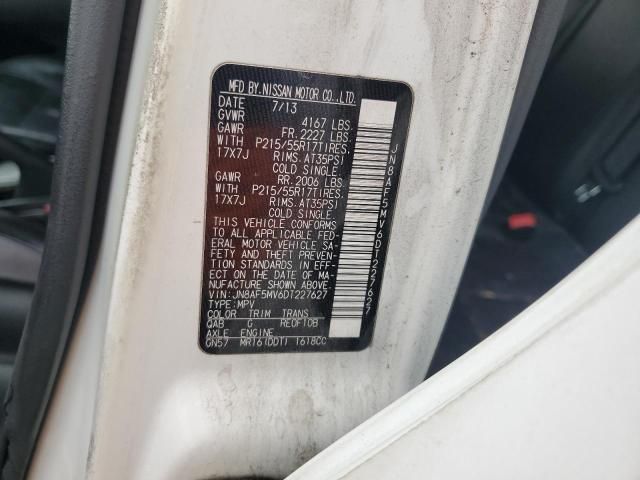 MFD BY.NISSAN MOTOR CO.,LTD.
DATE 7/13
GVWR 4167 LBS.
GAWR FR. 2227 LBS.
WITH P215/55R17TIRES,
17X7J RIMS, AT35PSI
COLD SINGLE.
GAWR RR. 2006 LBS.
WITH P215/55R17TIRES,
17X7J RIMS, AT35PSI
COLD SINGLE.
THIS VEHICLE CONFORMS
TO ALL APPLICABLE FED-
ERAL MOTOR VEHICLE SA-
FETY AND THEFT PREVEN-
TION STANDARDS IN EFF-
ECT ON THE DATE OF MA-
NUFACTURE SHOWN ABOVE.
VIN: JN8AF5MV6DT227627
TYPE: MPV
COLOR TRIM TRANS
QAB G RE0F10B
AXLE ENGINE
GN57 MR16(DDT) 1618CC
JN8AF5MV6DT227627